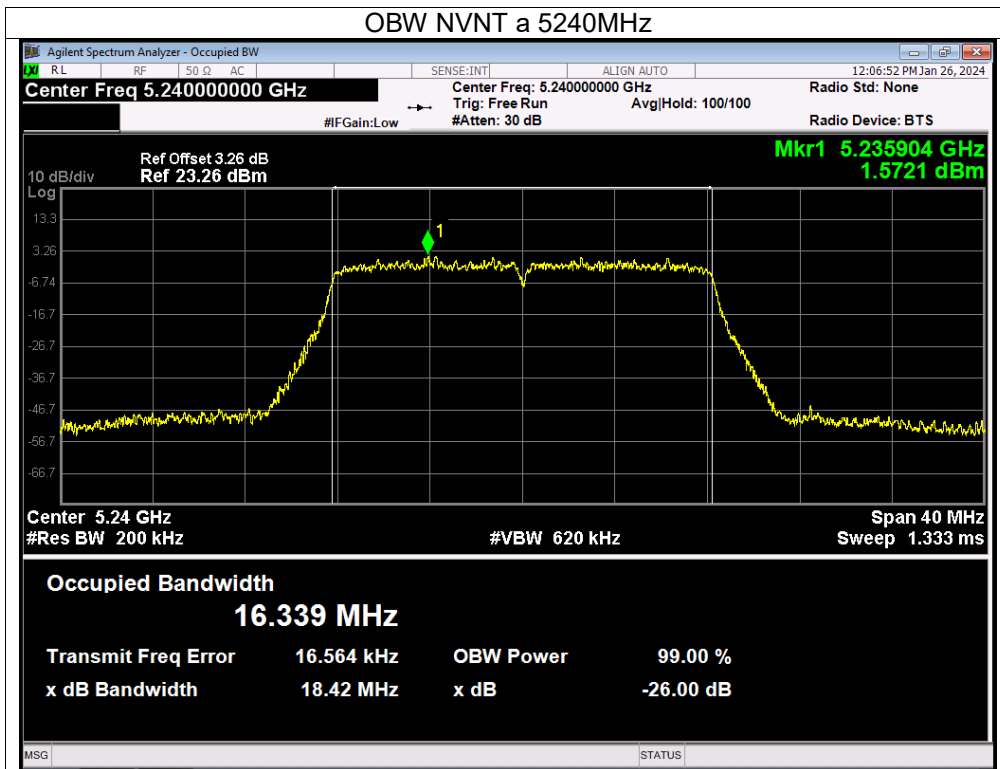 OBW NVNT a 5240MHz
Agilent Spectrum Analyzer - Occupied BW
LXI RL RF 50 Ω AC SENSE:INT ALIGN AUTO 12:06:52 PM Jan 26, 2024
Center Freq 5.240000000 GHz Center Freq: 5.240000000 GHz Radio Std: None
Trig: Free Run Avg|Hold: 100/100
#IFGain:Low #Atten: 30 dB Radio Device: BTS
Mkr1 5.235904 GHz
1.5721 dBm
Ref Offset 3.26 dB
10 dB/div Ref 23.26 dBm
Log
13.3
1
3.26
-6.74
-16.7
-26.7
-36.7
-46.7
-56.7
-66.7
Center 5.24 GHz Span 40 MHz
#Res BW 200 kHz #VBW 620 kHz Sweep 1.333 ms
Occupied Bandwidth
16.339 MHz
Transmit Freq Error 16.564 kHz OBW Power 99.00 %
x dB Bandwidth 18.42 MHz x dB -26.00 dB
MSG STATUS